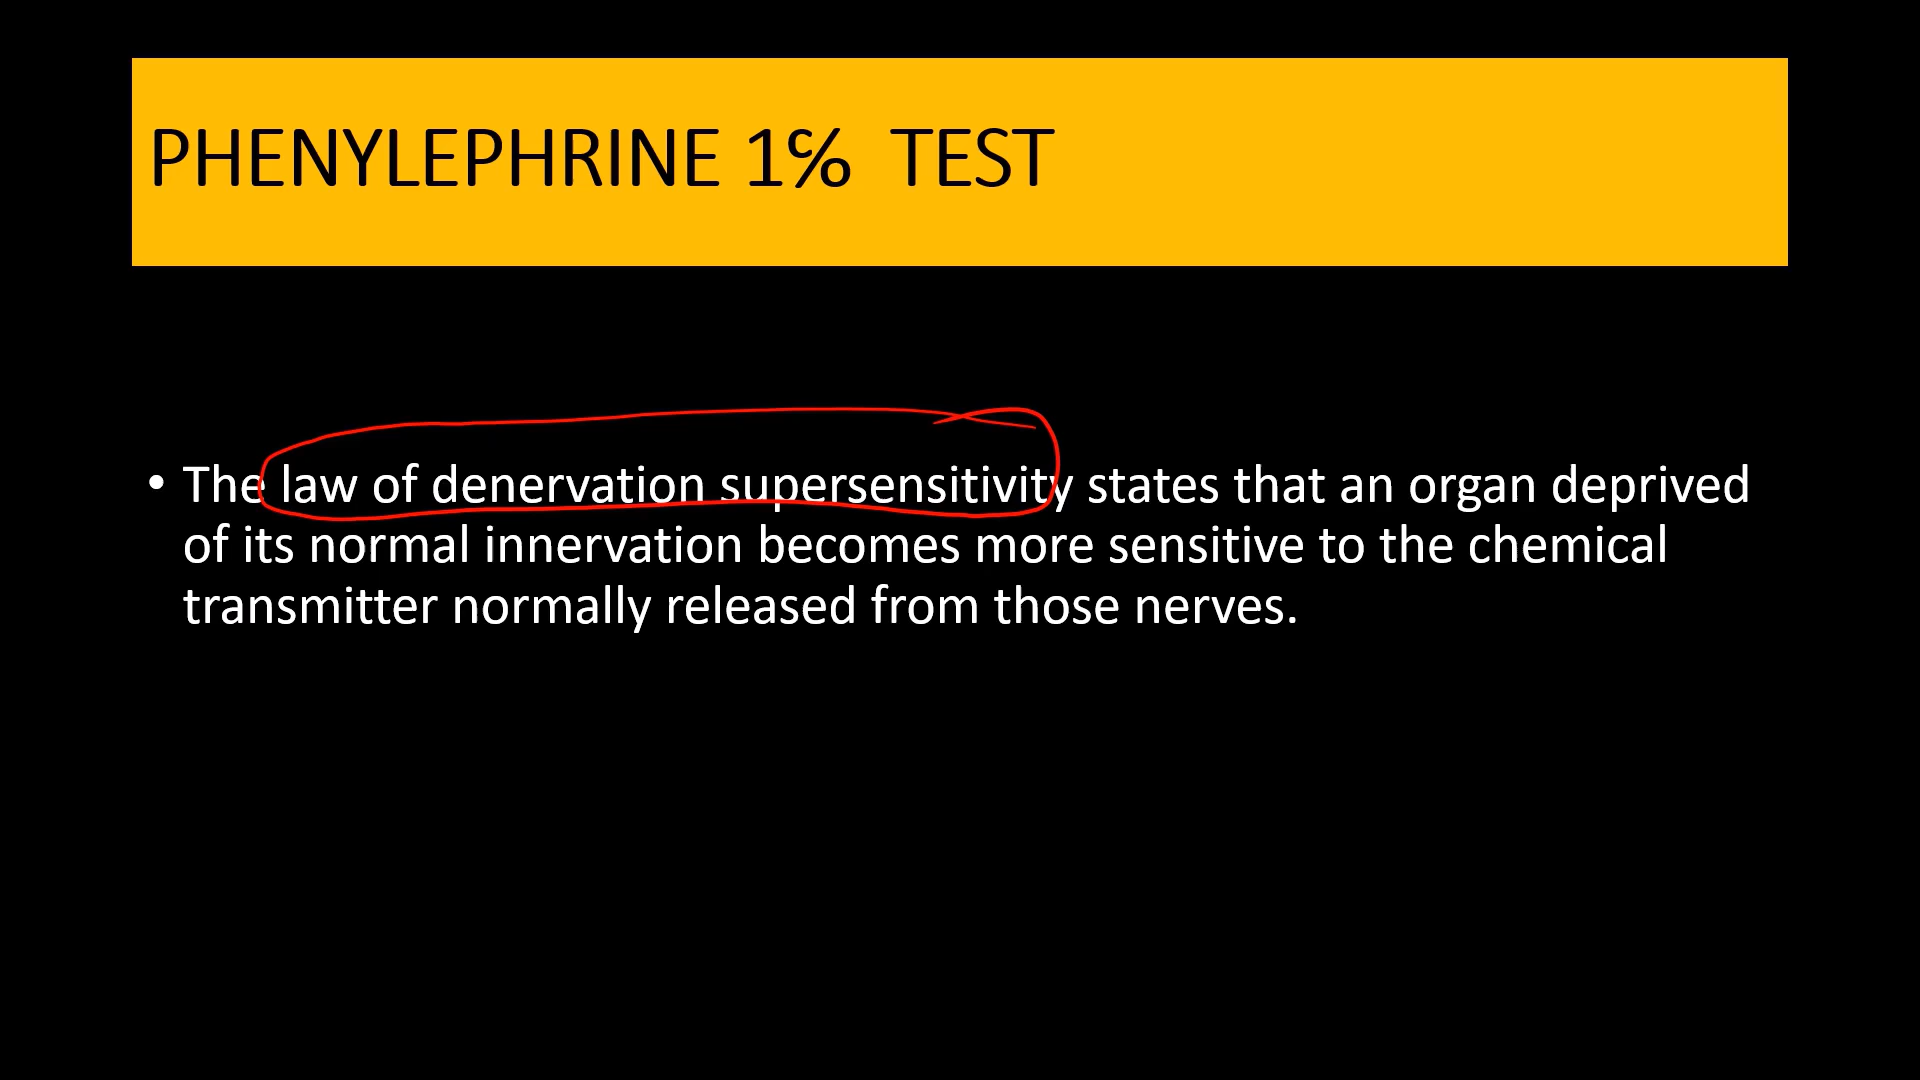 PHENYLEPHRINE 1℅ TEST
• The law of denervation supersensitivity states that an organ deprived
of its normal innervation becomes more sensitive to the chemical
transmitter normally released from those nerves.